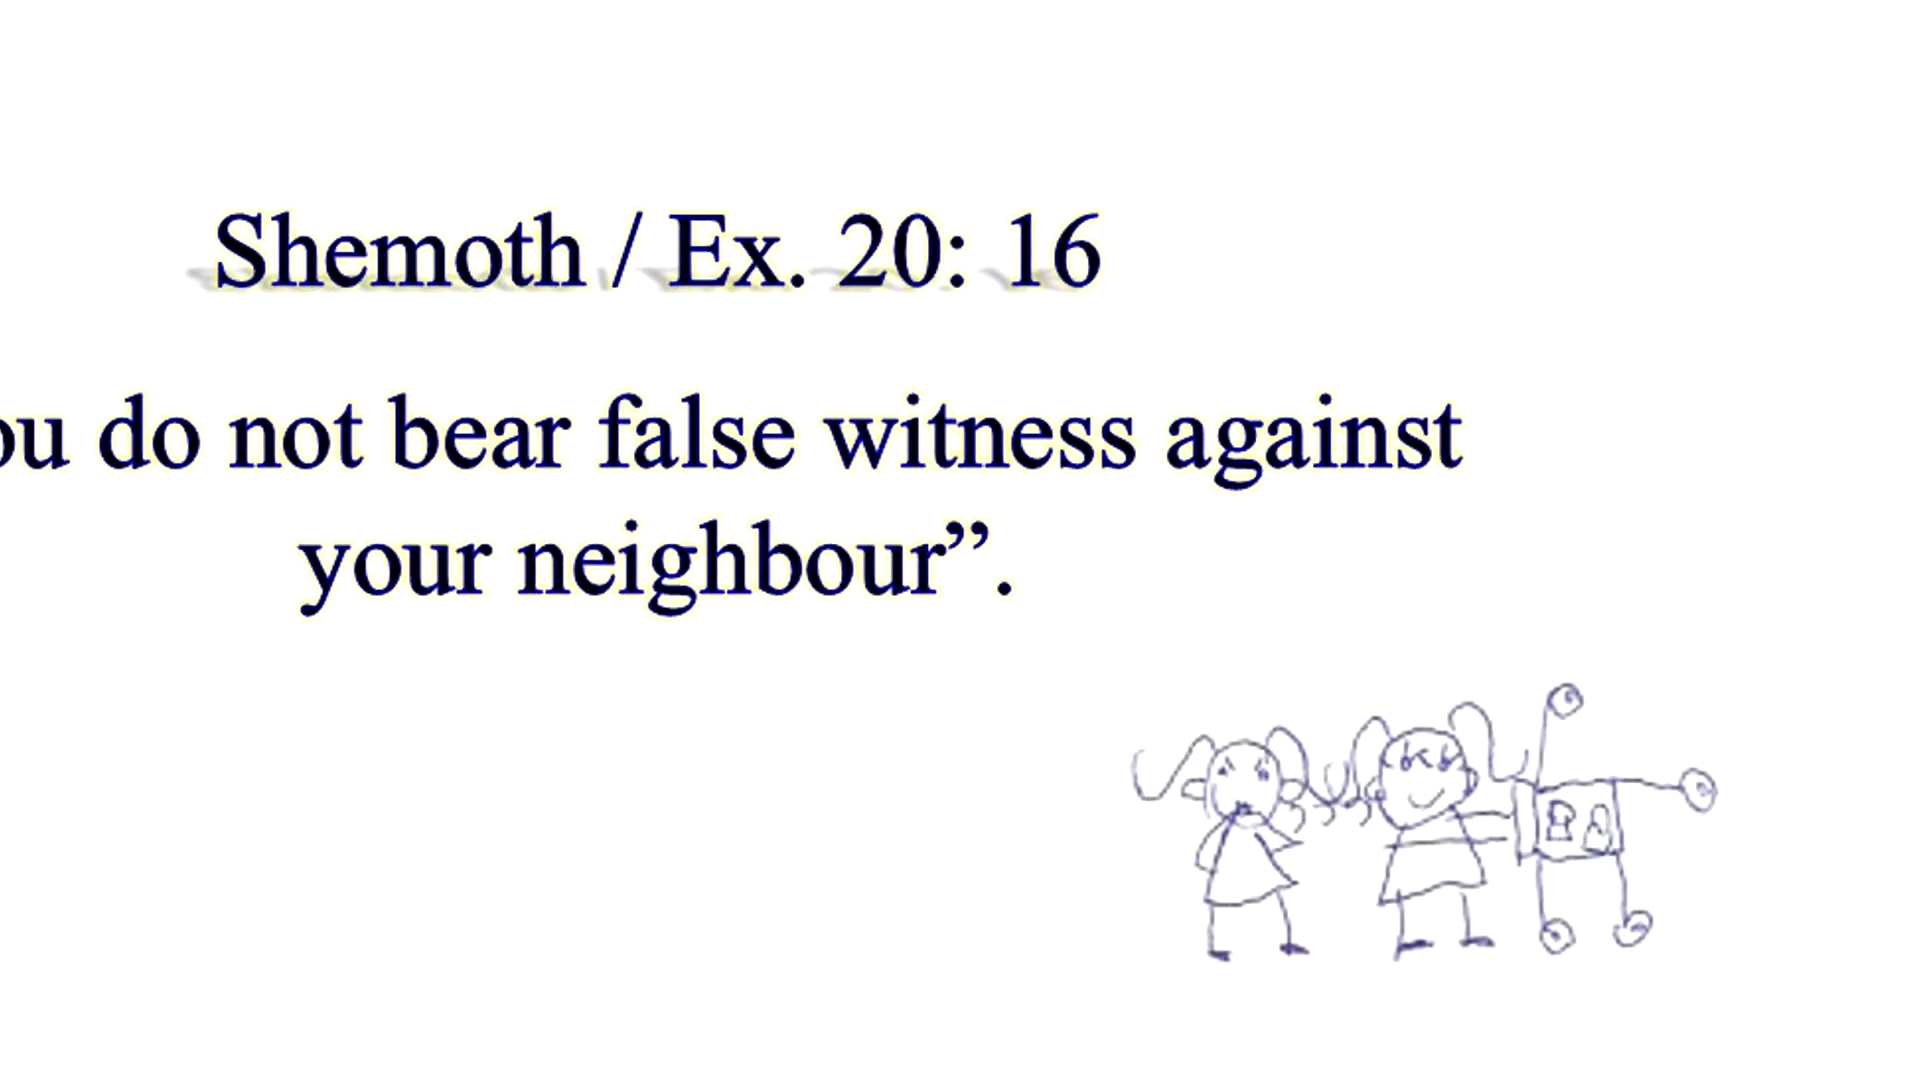 Shemoth / Ex. 20: 16
ou do not bear false witness against
your neighbour”.